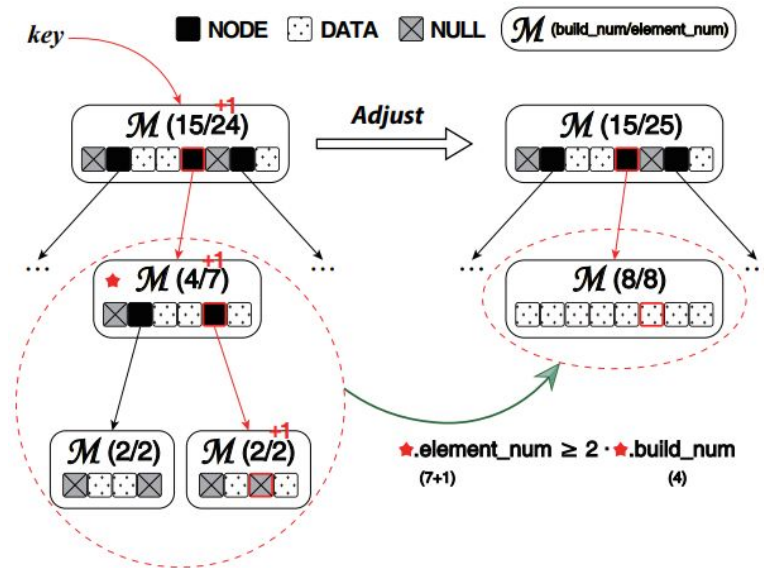 key
NODE DATA NULL ℳ (build_num/element_num)
+1
ℳ (15/24)
Adjust
ℳ (15/25)
...
...
...
...
+1
★ ℳ (4/7)
ℳ (8/8)
ℳ (2/2)
+1
ℳ (2/2)
★.element_num ≥ 2 · ★.build_num
(7+1) (4)